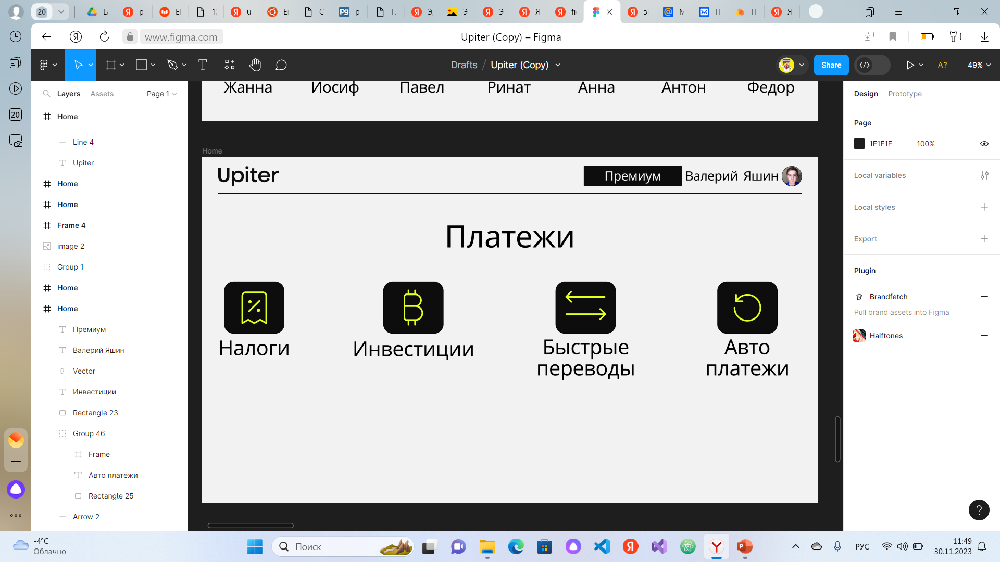 20
www.figma.com
Upiter (Copy) – Figma
Drafts / Upiter (Copy)
Share
A?
49%
Layers
Assets
Page 1
Home
Line 4
Upiter
Home
Home
Frame 4
image 2
Group 1
Home
Home
Премиум
Валерий Яшин
Vector
Инвестиции
Rectangle 23
Group 46
Frame
Авто платежи
Rectangle 25
Arrow 2
20
Жанна
Иосиф
Павел
Ринат
Анна
Антон
Федор
Home
Upiter
Премиум
Валерий Яшин
Платежи
Налоги
Инвестиции
Быстрые
переводы
Авто
платежи
Design
Prototype
Page
1E1E1E
100%
Local variables
Local styles
Export
Plugin
Brandfetch
Pull brand assets into Figma
Halftones
?
-4°C
Облачно
Поиск
РУС
11:49
30.11.2023